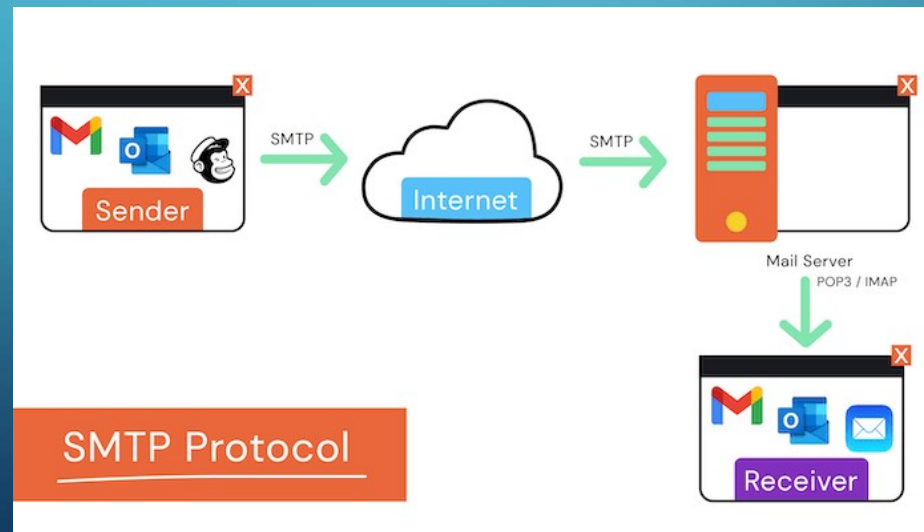 X
X
SMTP
SMTP
Sender
Internet
Mail Server
POP3 / IMAP
X
SMTP Protocol
Receiver